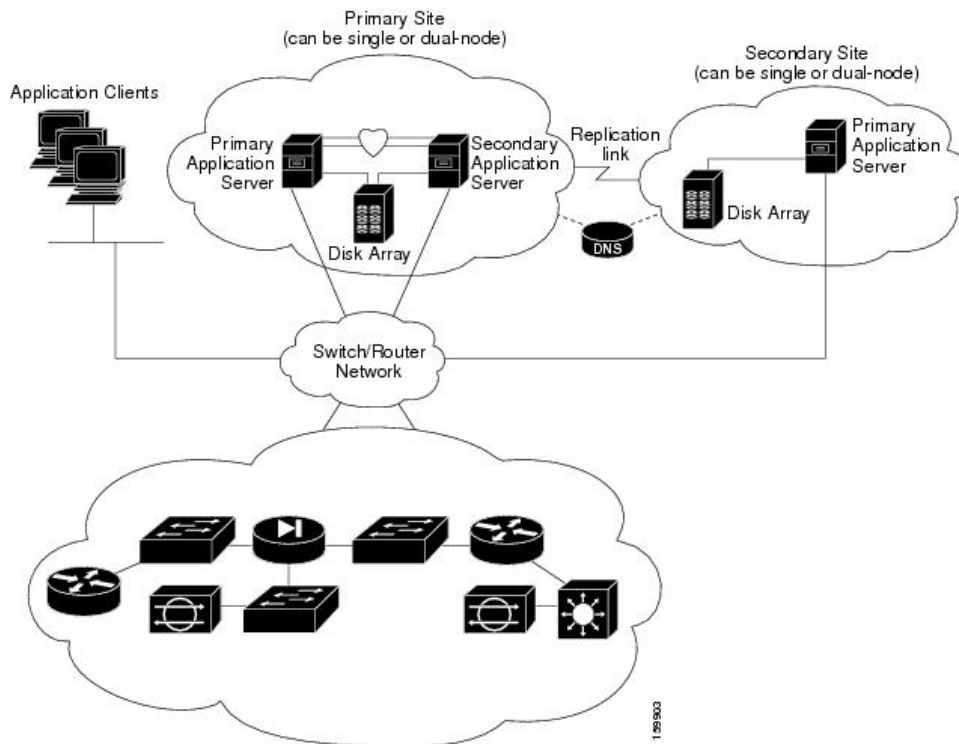 Primary Site
(can be single or dual-node)
Secondary Site
(can be single or dual-node)
Application Clients
Primary
Application
Server
Secondary
Application
Server
Disk Array
Replication
link
DNS
Primary
Application
Server
Disk Array
Switch/Router
Network
159903